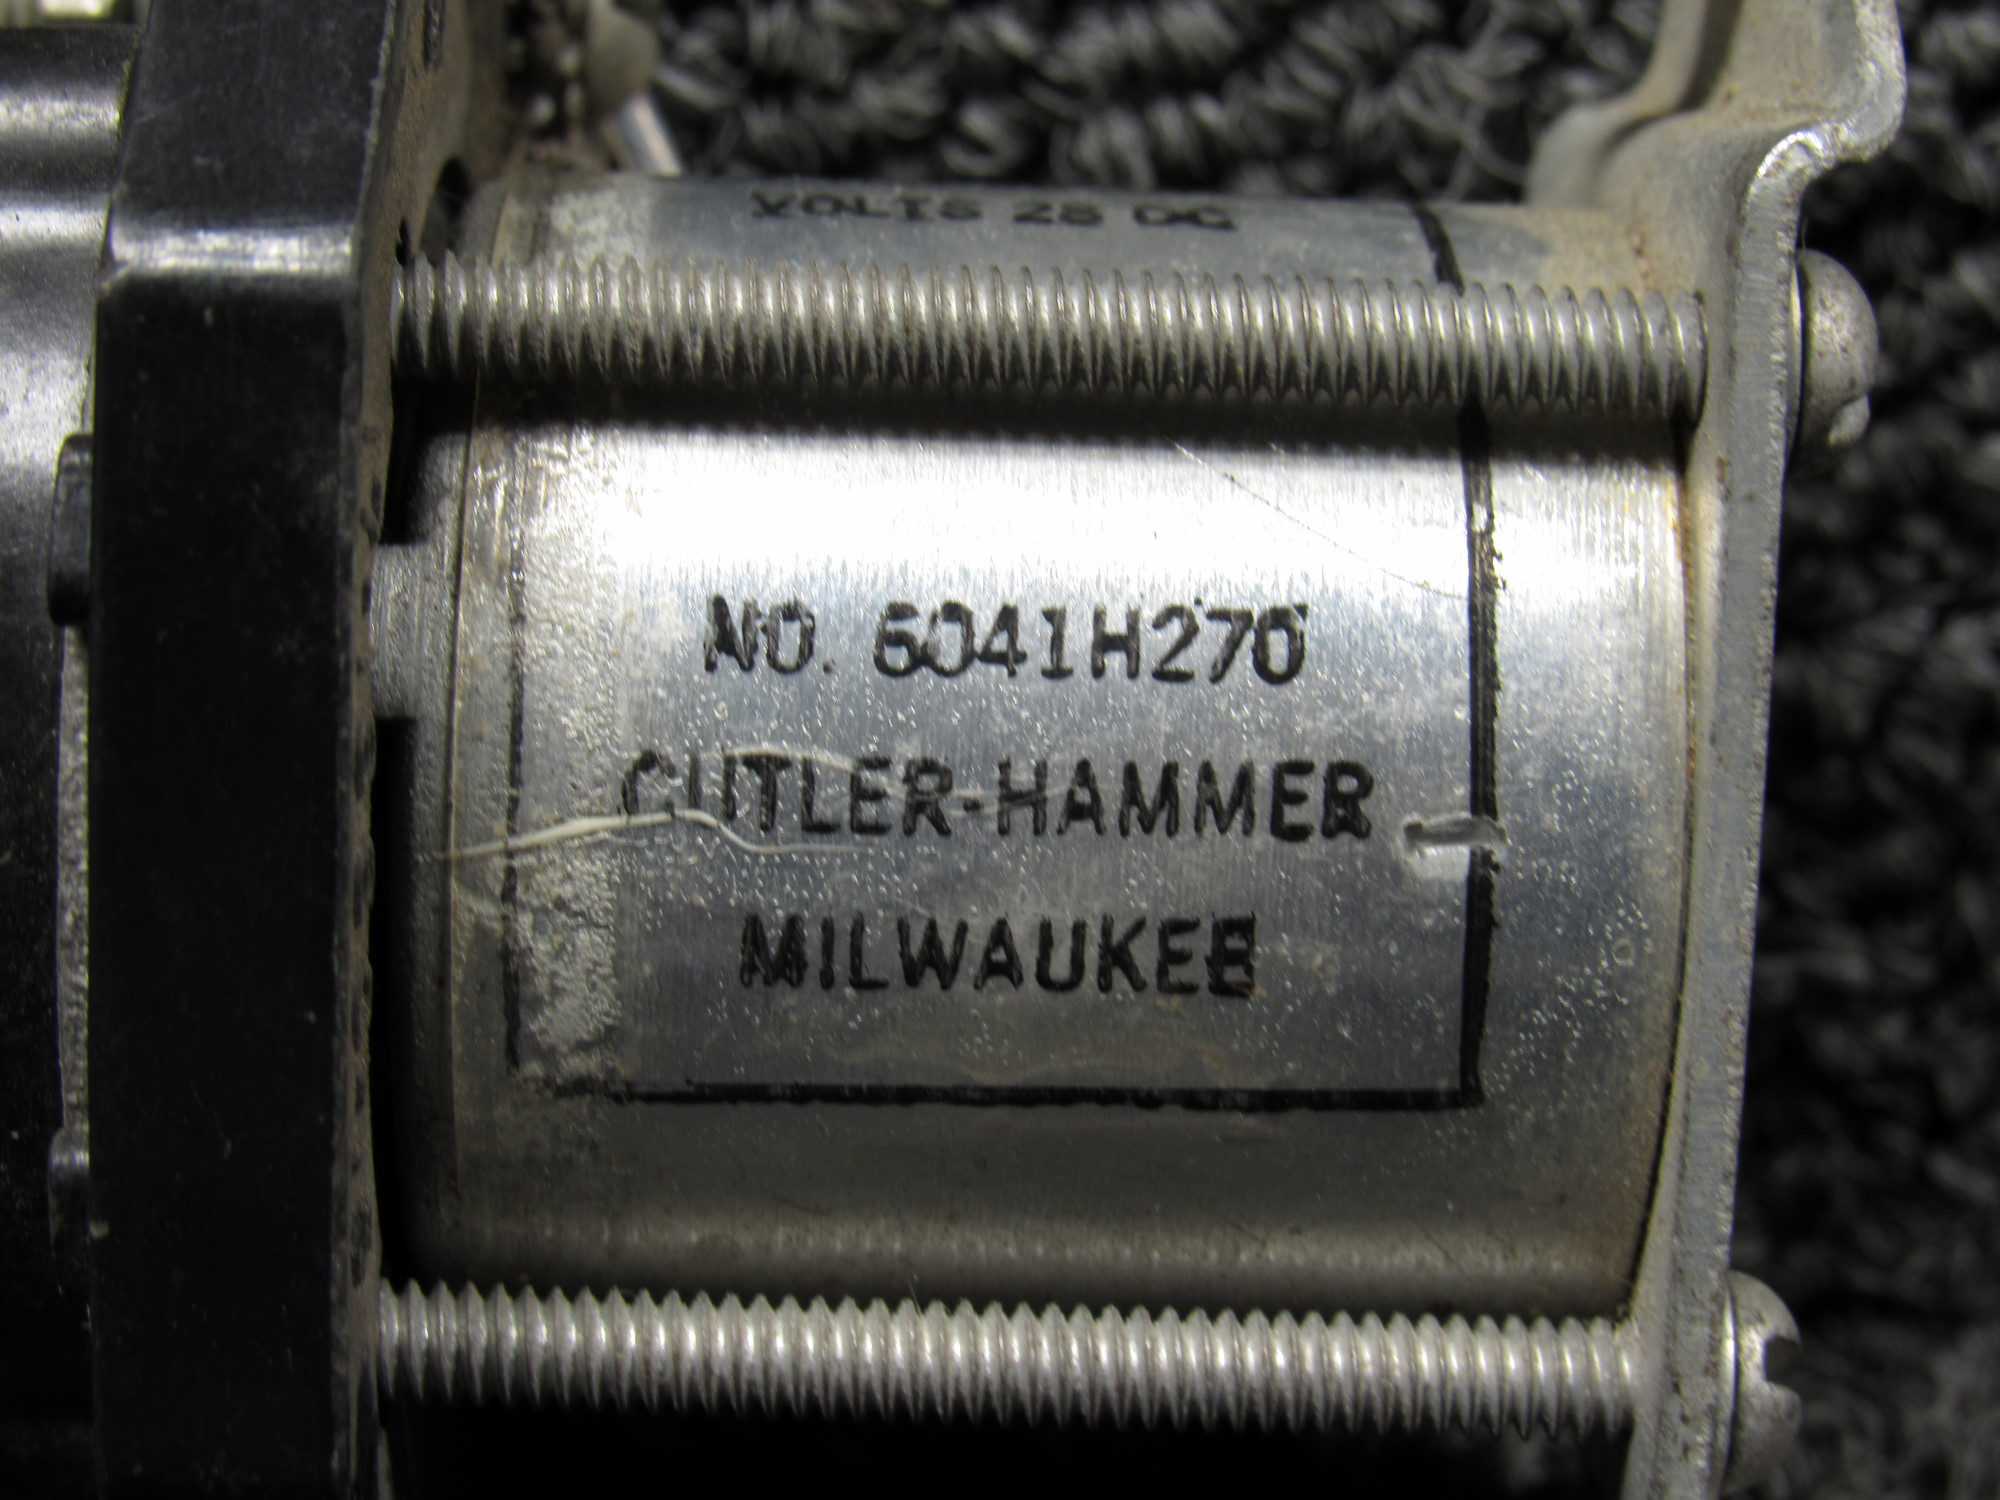 VOLTS 28 DC
NO. 6041H270
CUTLER-HAMMER
MILWAUKEE